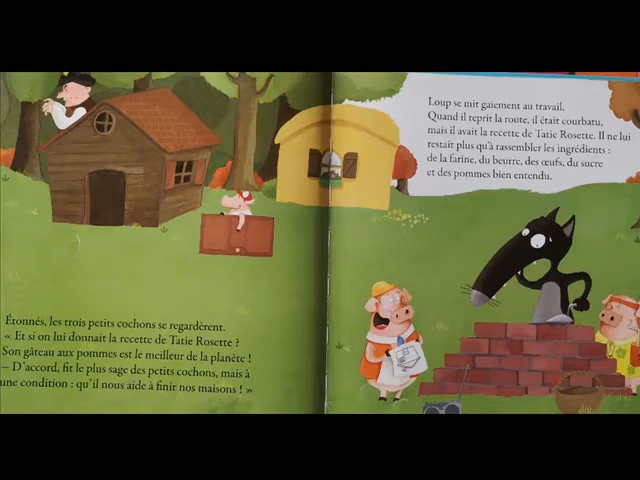 Étonnés, les trois petits cochons se regardèrent.
« Et si on lui donnait la recette de Tatie Rosette ?
Son gâteau aux pommes est le meilleur de la planète !
– D'accord, fit le plus sage des petits cochons, mais à
une condition : qu'il nous aide à finir nos maisons ! »
Loup se mit gaiement au travail.
Quand il reprit la route, il était courbatu,
mais il avait la recette de Tatie Rosette. Il ne lui
restait plus qu'à rassembler les ingrédients :
de la farine, du beurre, des œufs, du sucre
et des pommes bien entendu.